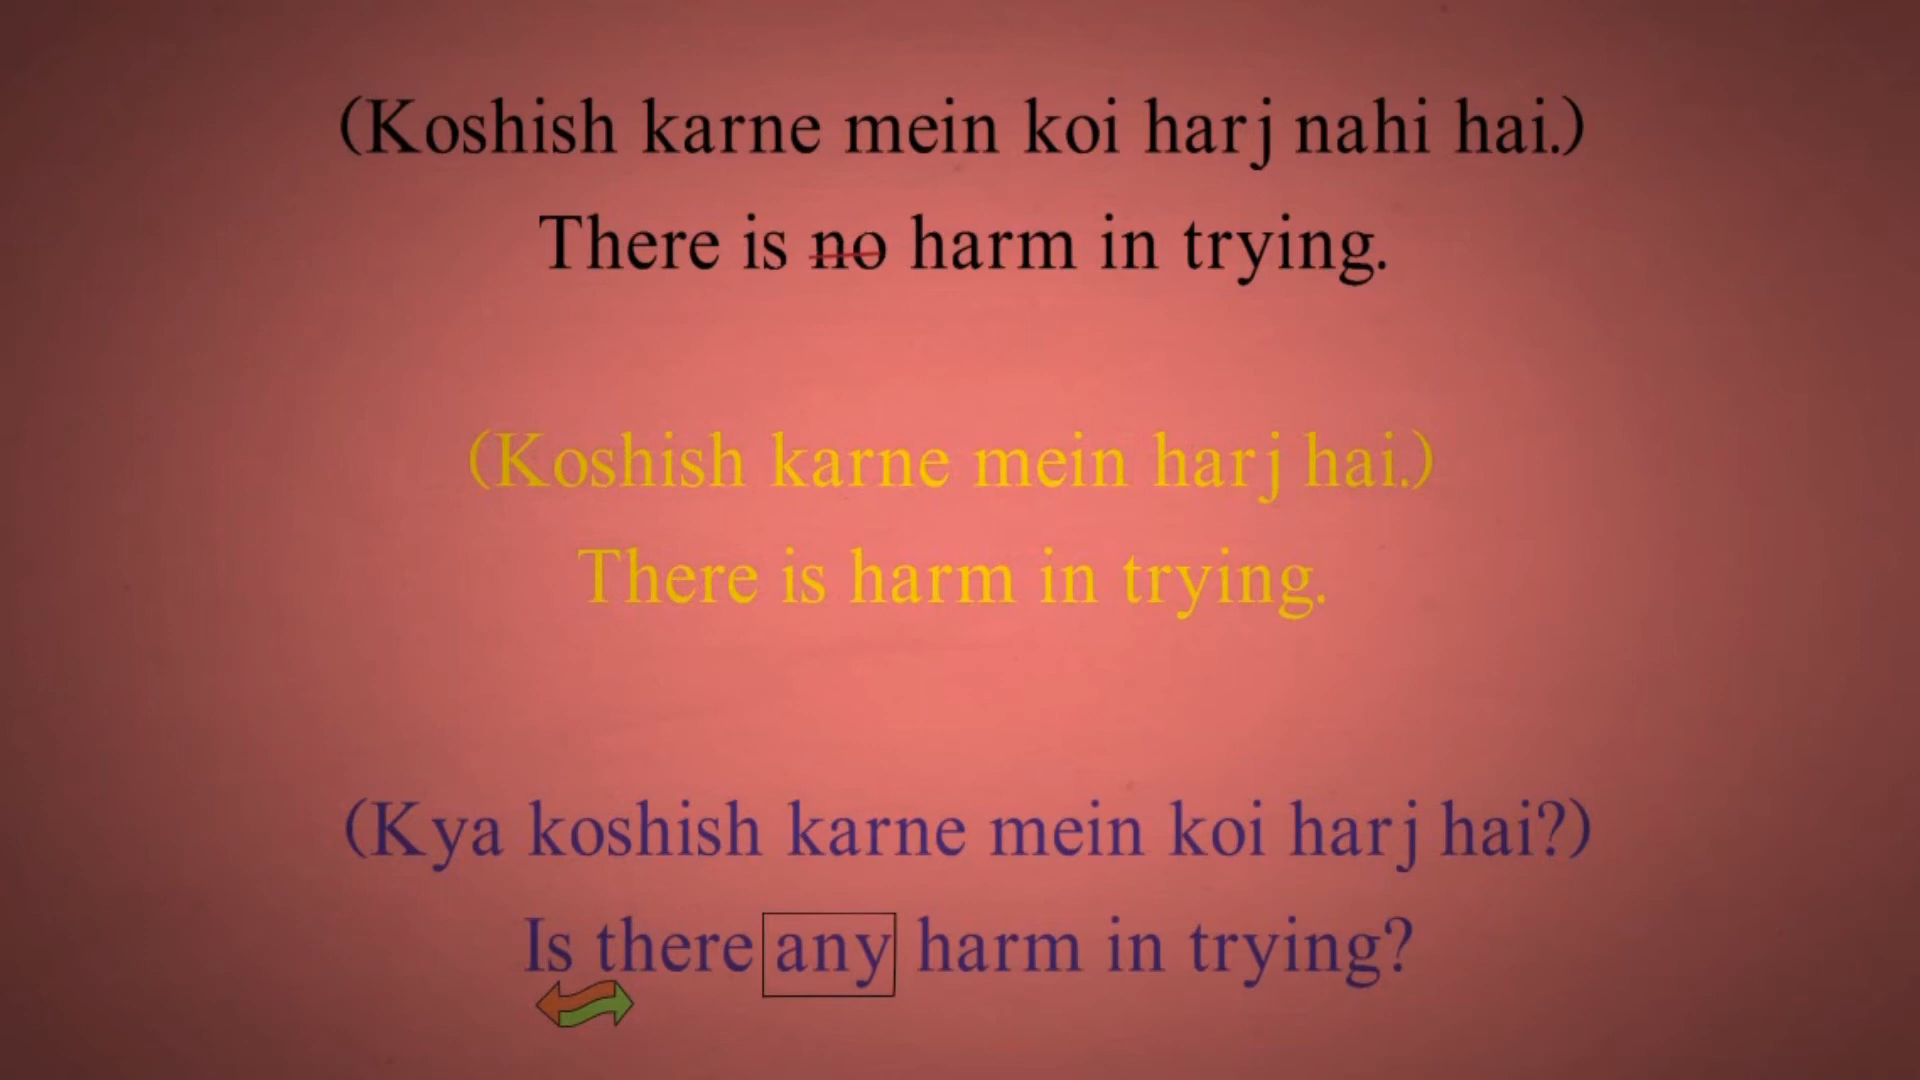 (Koshish karne mein koi harj nahi hai.)
There is no harm in trying.
(Koshish karne mein harj hai.)
There is harm in trying.
(Kya koshish karne mein koi harj hai?)
Is there any harm in trying?